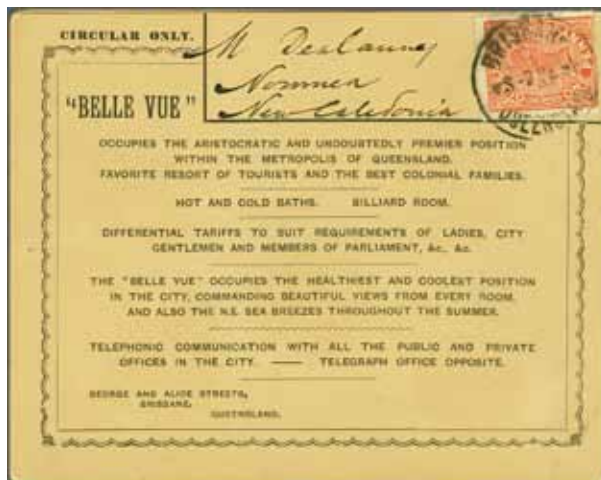 CIRCULAR ONLY.
M Deslaunay
Noumea
New Caledonia
BRISBANE
QUEENSLAND
"BELLE VUE"
OCCUPIES THE ARISTOCRATIC AND UNDOUBTEDLY PREMIER POSITION
WITHIN THE METROPOLIS OF QUEENSLAND.
FAVORITE RESORT OF TOURISTS AND THE BEST COLONIAL FAMILIES.
HOT AND COLD BATHS. BILLIARD ROOM.
DIFFERENTIAL TARIFFS TO SUIT REQUIREMENTS OF LADIES, CITY
GENTLEMEN AND MEMBERS OF PARLIAMENT, &c., &c.
THE "BELLE VUE" OCCUPIES THE HEALTHIEST AND COOLEST POSITION
IN THE CITY, COMMANDING BEAUTIFUL VIEWS FROM EVERY ROOM.
AND ALSO THE N.E. SEA BREEZES THROUGHOUT THE SUMMER.
TELEPHONIC COMMUNICATION WITH ALL THE PUBLIC AND PRIVATE
OFFICES IN THE CITY. —— TELEGRAPH OFFICE OPPOSITE.
GEORGE AND ALICE STREETS,
BRISBANE,
QUEENSLAND.